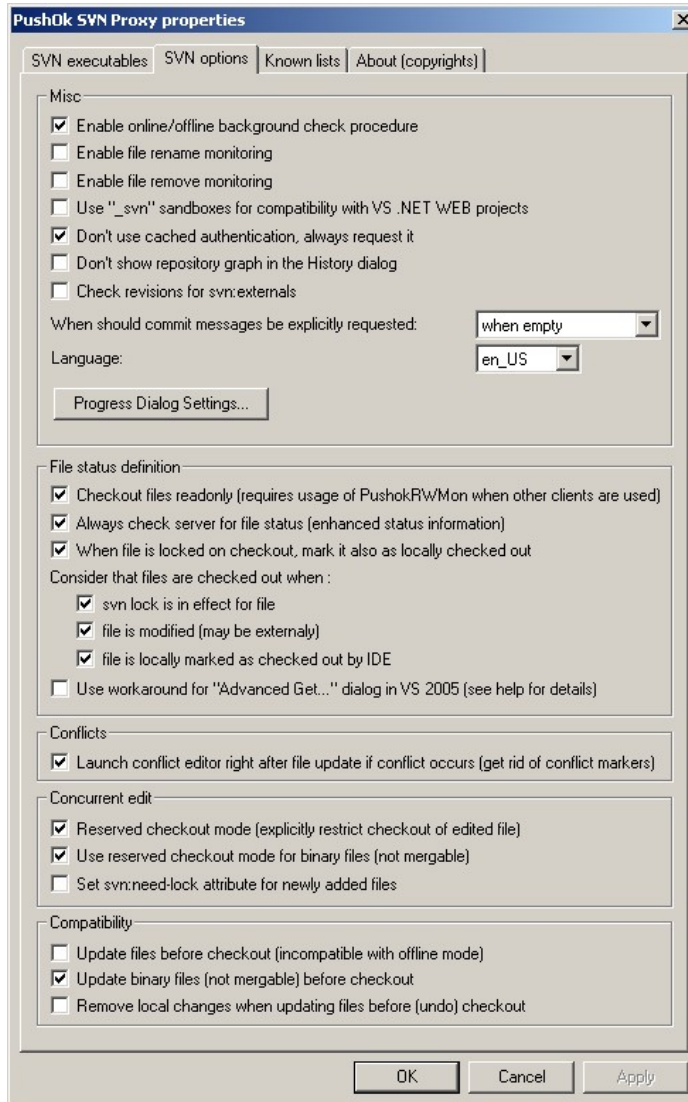 PushOk SVN Proxy properties
SVN executables
SVN options
Known lists
About (copyrights)
Misc
Enable online/offline background check procedure
Enable file rename monitoring
Enable file remove monitoring
Use "_svn" sandboxes for compatibility with VS .NET WEB projects
Don't use cached authentication, always request it
Don't show repository graph in the History dialog
Check revisions for svn:externals
When should commit messages be explicitly requested: when empty
Language: en_US
Progress Dialog Settings...
File status definition
Checkout files readonly (requires usage of PushokRWMon when other clients are used)
Always check server for file status (enhanced status information)
When file is locked on checkout, mark it also as locally checked out
Consider that files are checked out when :
svn lock is in effect for file
file is modified (may be externaly)
file is locally marked as checked out by IDE
Use workaround for "Advanced Get..." dialog in VS 2005 (see help for details)
Conflicts
Launch conflict editor right after file update if conflict occurs (get rid of conflict markers)
Concurrent edit
Reserved checkout mode (explicitly restrict checkout of edited file)
Use reserved checkout mode for binary files (not mergable)
Set svn:need-lock attribute for newly added files
Compatibility
Update files before checkout (incompatible with offline mode)
Update binary files (not mergable) before checkout
Remove local changes when updating files before (undo) checkout
OK Cancel Apply